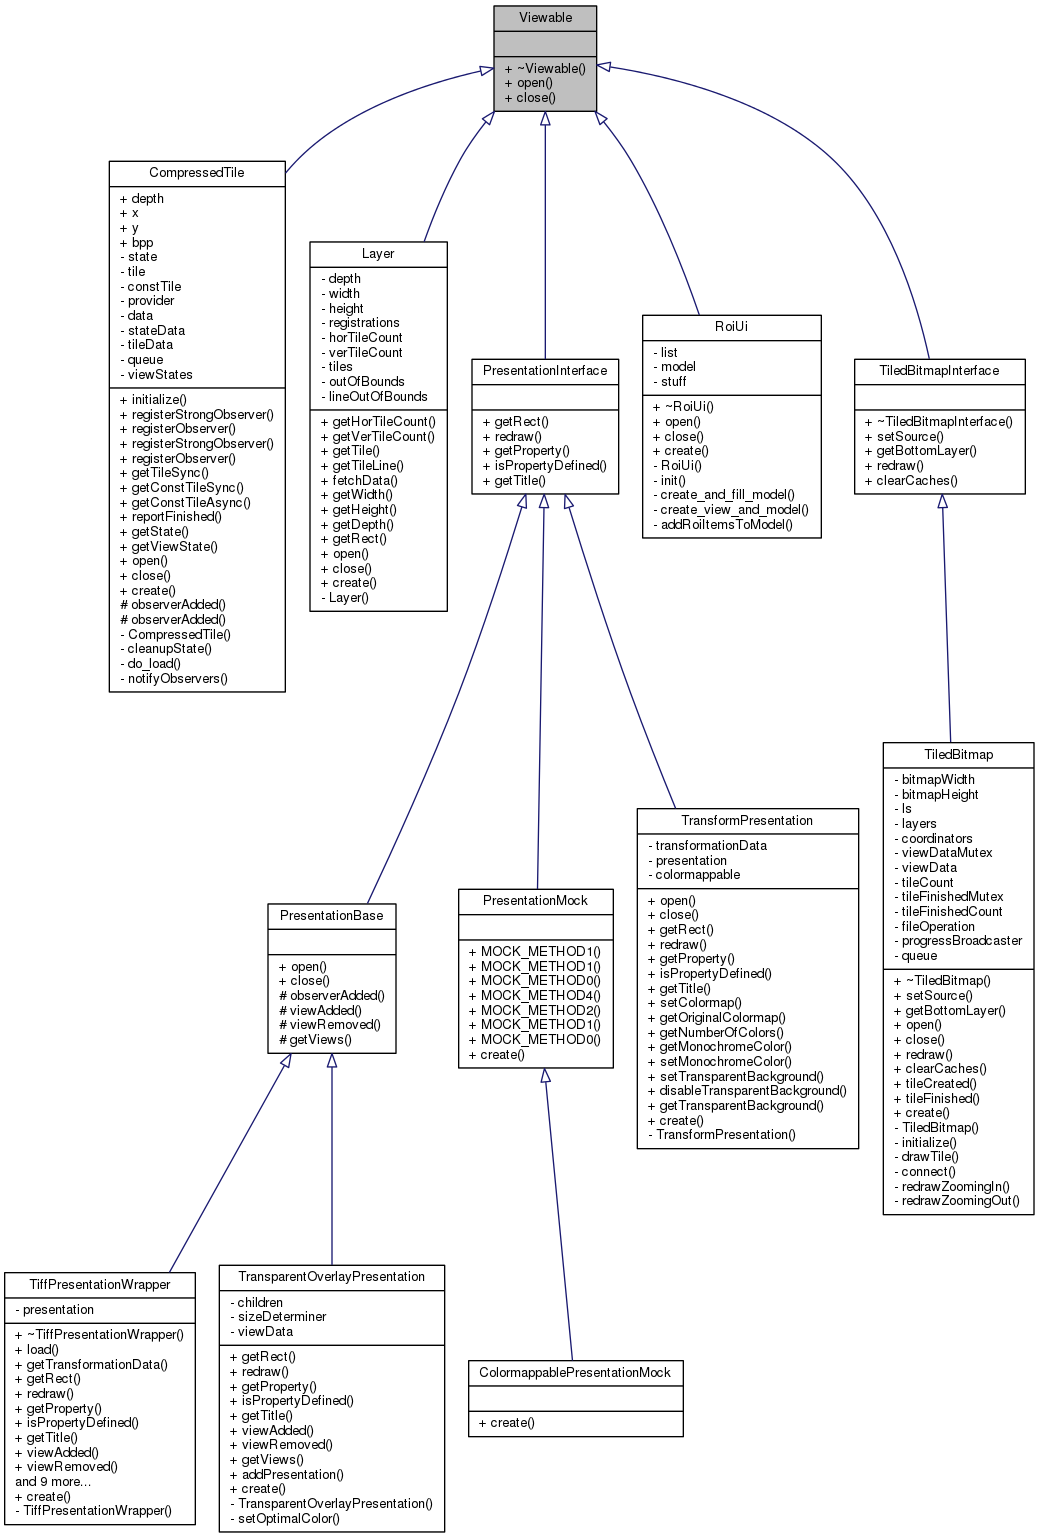 Viewable
+ ~Viewable()
+ open()
+ close()
CompressedTile
+ depth
+ x
+ y
+ bpp
- state
- tile
- constTile
- provider
- data
- stateData
- tileData
- queue
- viewStates
+ initialize()
+ registerStrongObserver()
+ registerObserver()
+ registerStrongObserver()
+ registerObserver()
+ getTileSync()
+ getConstTileSync()
+ getConstTileAsync()
+ reportFinished()
+ getState()
+ getViewState()
+ open()
+ close()
+ create()
# observerAdded()
# observerAdded()
- CompressedTile()
- cleanupState()
- do_load()
- notifyObservers()
Layer
- depth
- width
- height
- registrations
- horTileCount
- verTileCount
- tiles
- outOfBounds
- lineOutOfBounds
+ getHorTileCount()
+ getVerTileCount()
+ getTile()
+ getTileLine()
+ fetchData()
+ getWidth()
+ getHeight()
+ getDepth()
+ getRect()
+ open()
+ close()
+ create()
- Layer()
PresentationInterface
+ getRect()
+ redraw()
+ getProperty()
+ isPropertyDefined()
+ getTitle()
RoiUi
- list
- model
- stuff
+ ~RoiUi()
+ open()
+ close()
+ create()
- RoiUi()
- init()
- create_and_fill_model()
- create_view_and_model()
- addRoiItemsToModel()
TiledBitmapInterface
+ ~TiledBitmapInterface()
+ setSource()
+ getBottomLayer()
+ redraw()
+ clearCaches()
TiledBitmap
- bitmapWidth
- bitmapHeight
- ls
- layers
- coordinators
- viewDataMutex
- viewData
- tileCount
- tileFinishedMutex
- tileFinishedCount
- fileOperation
- progressBroadcaster
- queue
+ ~TiledBitmap()
+ setSource()
+ getBottomLayer()
+ open()
+ close()
+ redraw()
+ clearCaches()
+ tileCreated()
+ tileFinished()
+ create()
- TiledBitmap()
- initialize()
- drawTile()
- connect()
- redrawZoomingIn()
- redrawZoomingOut()
TransformPresentation
- transformationData
- presentation
- colormappable
+ open()
+ close()
+ getRect()
+ redraw()
+ getProperty()
+ isPropertyDefined()
+ getTitle()
+ setColormap()
+ getOriginalColormap()
+ getNumberOfColors()
+ getMonochromeColor()
+ setMonochromeColor()
+ setTransparentBackground()
+ disableTransparentBackground()
+ getTransparentBackground()
+ create()
- TransformPresentation()
PresentationMock
+ MOCK_METHOD1()
+ MOCK_METHOD1()
+ MOCK_METHOD0()
+ MOCK_METHOD4()
+ MOCK_METHOD2()
+ MOCK_METHOD1()
+ MOCK_METHOD0()
+ create()
PresentationBase
+ open()
+ close()
# observerAdded()
# viewAdded()
# viewRemoved()
# getViews()
TiffPresentationWrapper
- presentation
+ ~TiffPresentationWrapper()
+ load()
+ getTransformationData()
+ getRect()
+ redraw()
+ getProperty()
+ isPropertyDefined()
+ getTitle()
+ viewAdded()
+ viewRemoved()
and 9 more...
+ create()
- TiffPresentationWrapper()
TransparentOverlayPresentation
- children
- sizeDeterminer
- viewData
+ getRect()
+ redraw()
+ getProperty()
+ isPropertyDefined()
+ getTitle()
+ viewAdded()
+ viewRemoved()
+ getViews()
+ addPresentation()
+ create()
- TransparentOverlayPresentation()
- setOptimalColor()
ColormappablePresentationMock
+ create()